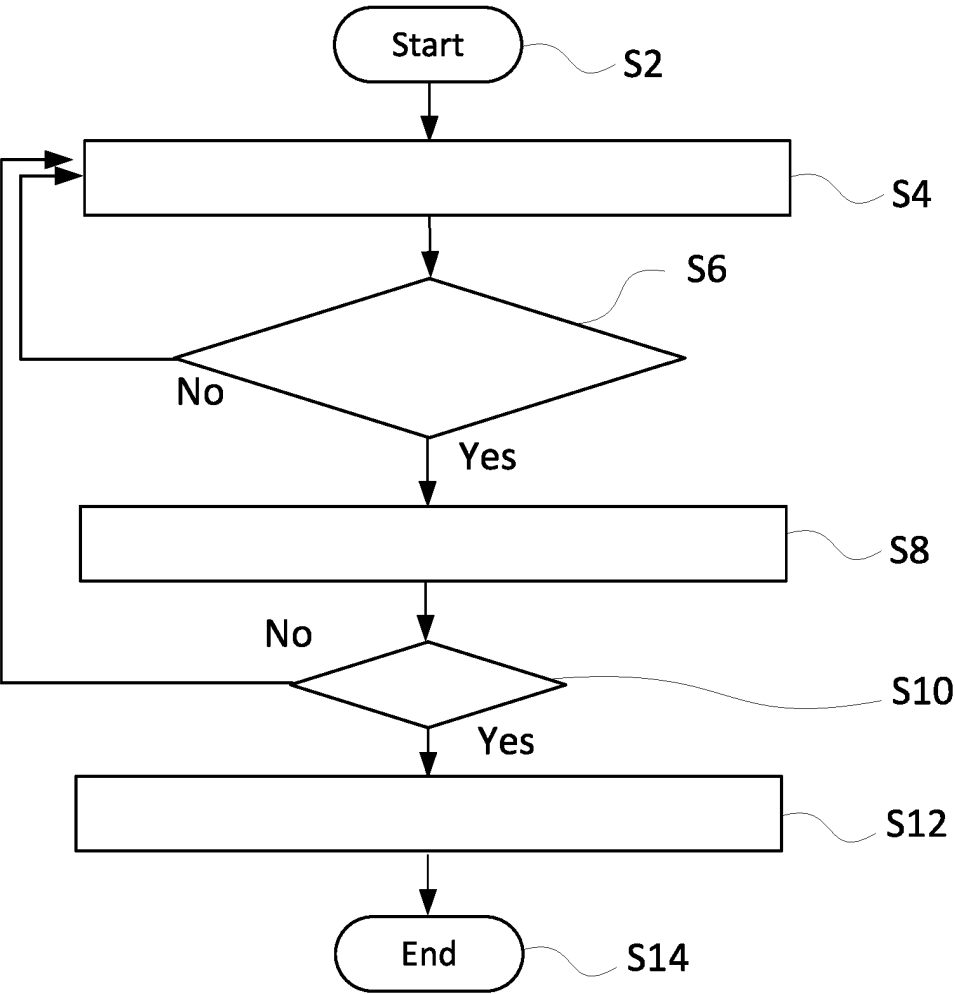 Start
S2
S4
S6
No
Yes
S8
No
S10
Yes
S12
End
S14